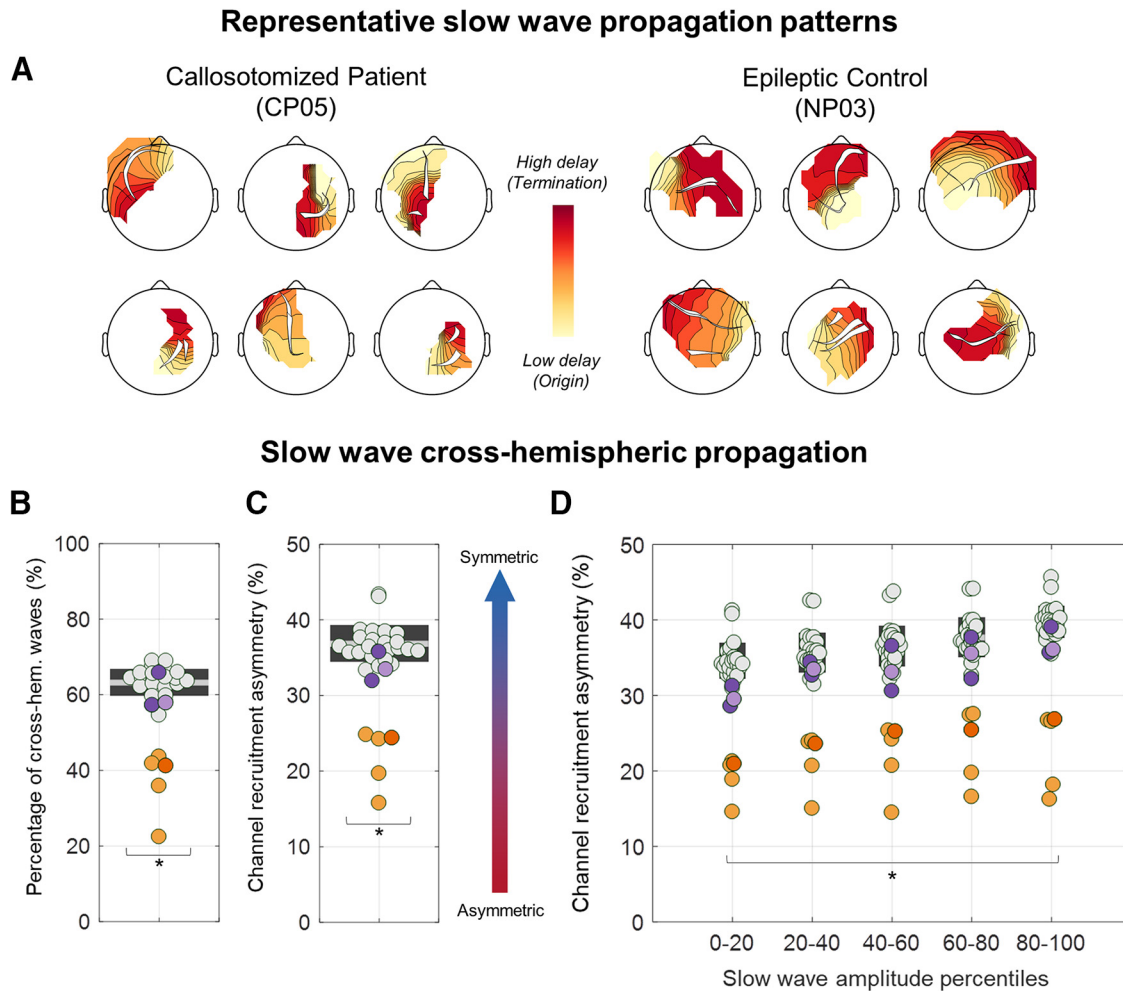 Representative slow wave propagation patterns
A
Callosotomized Patient
(CP05)
Epileptic Control
(NP03)
High delay
(Termination)
Low delay
(Origin)
Slow wave cross-hemispheric propagation
B
Percentage of cross-hem. waves (%)
100
80
60
40
20
0
*
C
Channel recruitment asymmetry (%)
50
40
30
20
10
0
*
Symmetric
Asymmetric
D
Channel recruitment asymmetry (%)
50
40
30
20
10
0
*
0-20 20-40 40-60 60-80 80-100
Slow wave amplitude percentiles